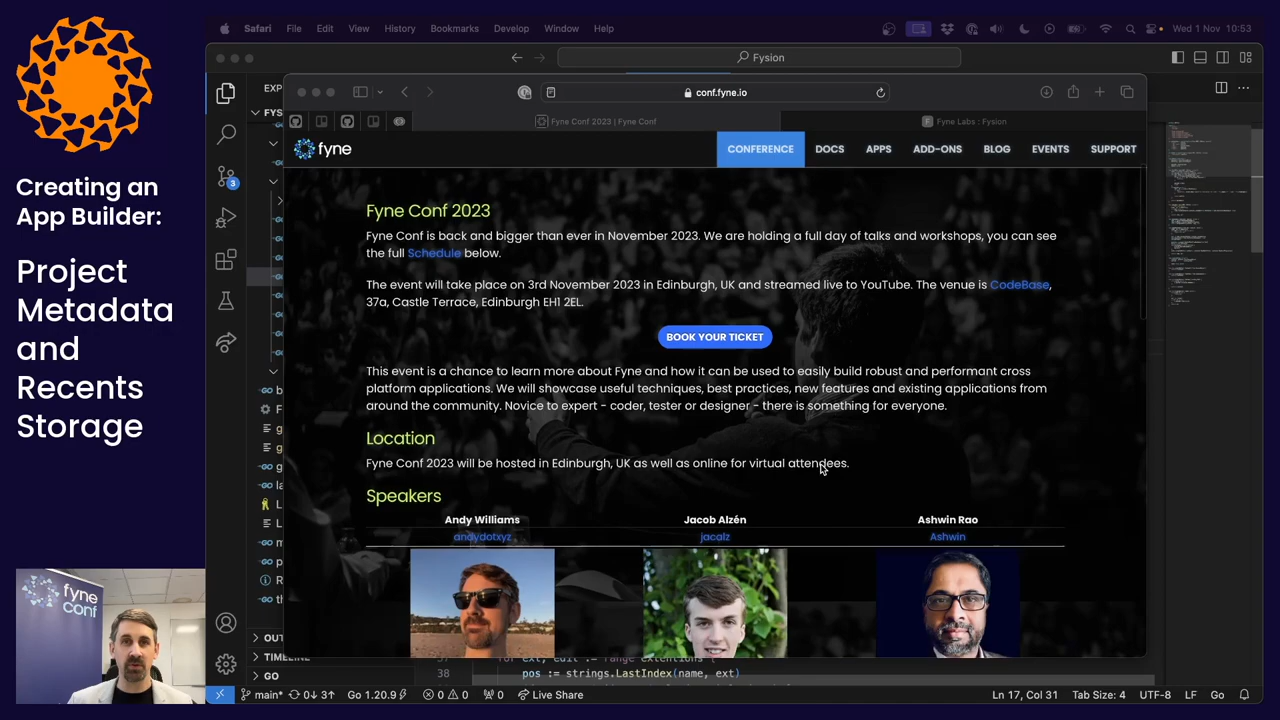 Creating an
App Builder:
Project
Metadata
and
Recents
Storage
fyne
conf
Safari File Edit View History Bookmarks Develop Window Help Wed 1 Nov 10:53
Fysion
EXP
FYS
conf.fyne.io
Fyne Conf 2023 | Fyne Conf
Fyne Labs : Fysion
fyne
CONFERENCE DOCS APPS ADD-ONS BLOG EVENTS SUPPORT
Fyne Conf 2023
Fyne Conf is back and bigger than ever in November 2023. We are holding a full day of talks and workshops, you can see
the full Schedule below.
The event will take place on 3rd November 2023 in Edinburgh, UK and streamed live to YouTube. The venue is CodeBase,
37a, Castle Terrace, Edinburgh EH1 2EL.
BOOK YOUR TICKET
This event is a chance to learn more about Fyne and how it can be used to easily build robust and performant cross
platform applications. We will showcase useful techniques, best practices, new features and existing applications from
around the community. Novice to expert - coder, tester or designer - there is something for everyone.
Location
Fyne Conf 2023 will be hosted in Edinburgh, UK as well as online for virtual attendees.
Speakers
Andy Williams Jacob Alzén Ashwin Rao
andydotxyz jacalz Ashwin
3
OUT
TIMELINE
GO
38 pos := strings.LastIndex(name, ext)
main* 0↓ 3↑ Go 1.20.9 0 0 0 Live Share Ln 17, Col 31 Tab Size: 4 UTF-8 LF Go